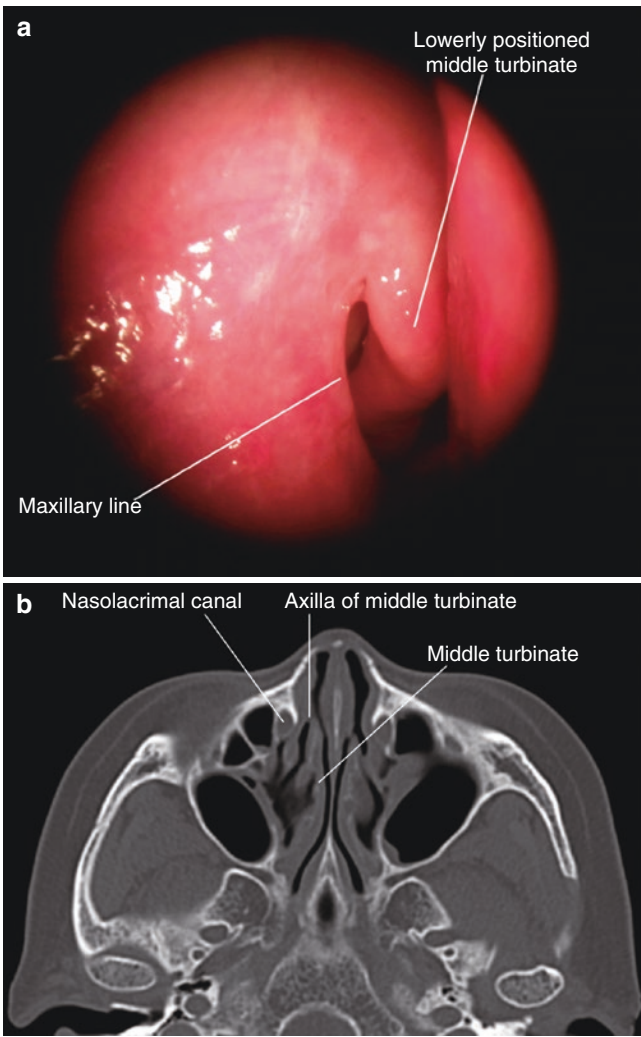 a
Lowerly positioned
middle turbinate
Maxillary line
b
Nasolacrimal canal
Axilla of middle turbinate
Middle turbinate